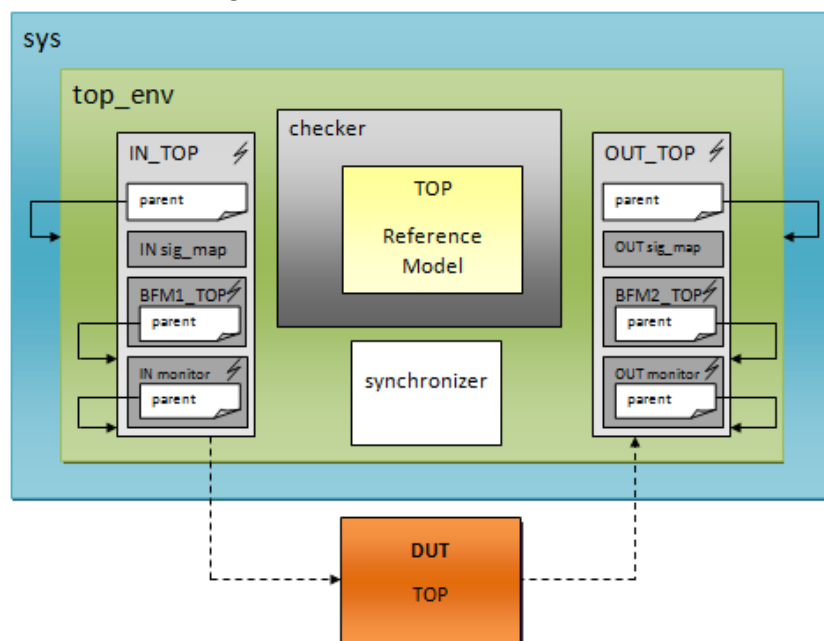 sys
top_env
IN_TOP
parent
IN sig_map
BFM1_TOP
parent
IN monitor
parent
checker
TOP
Reference
Model
synchronizer
OUT_TOP
parent
OUT sig_map
BFM2_TOP
parent
OUT monitor
parent
DUT
TOP